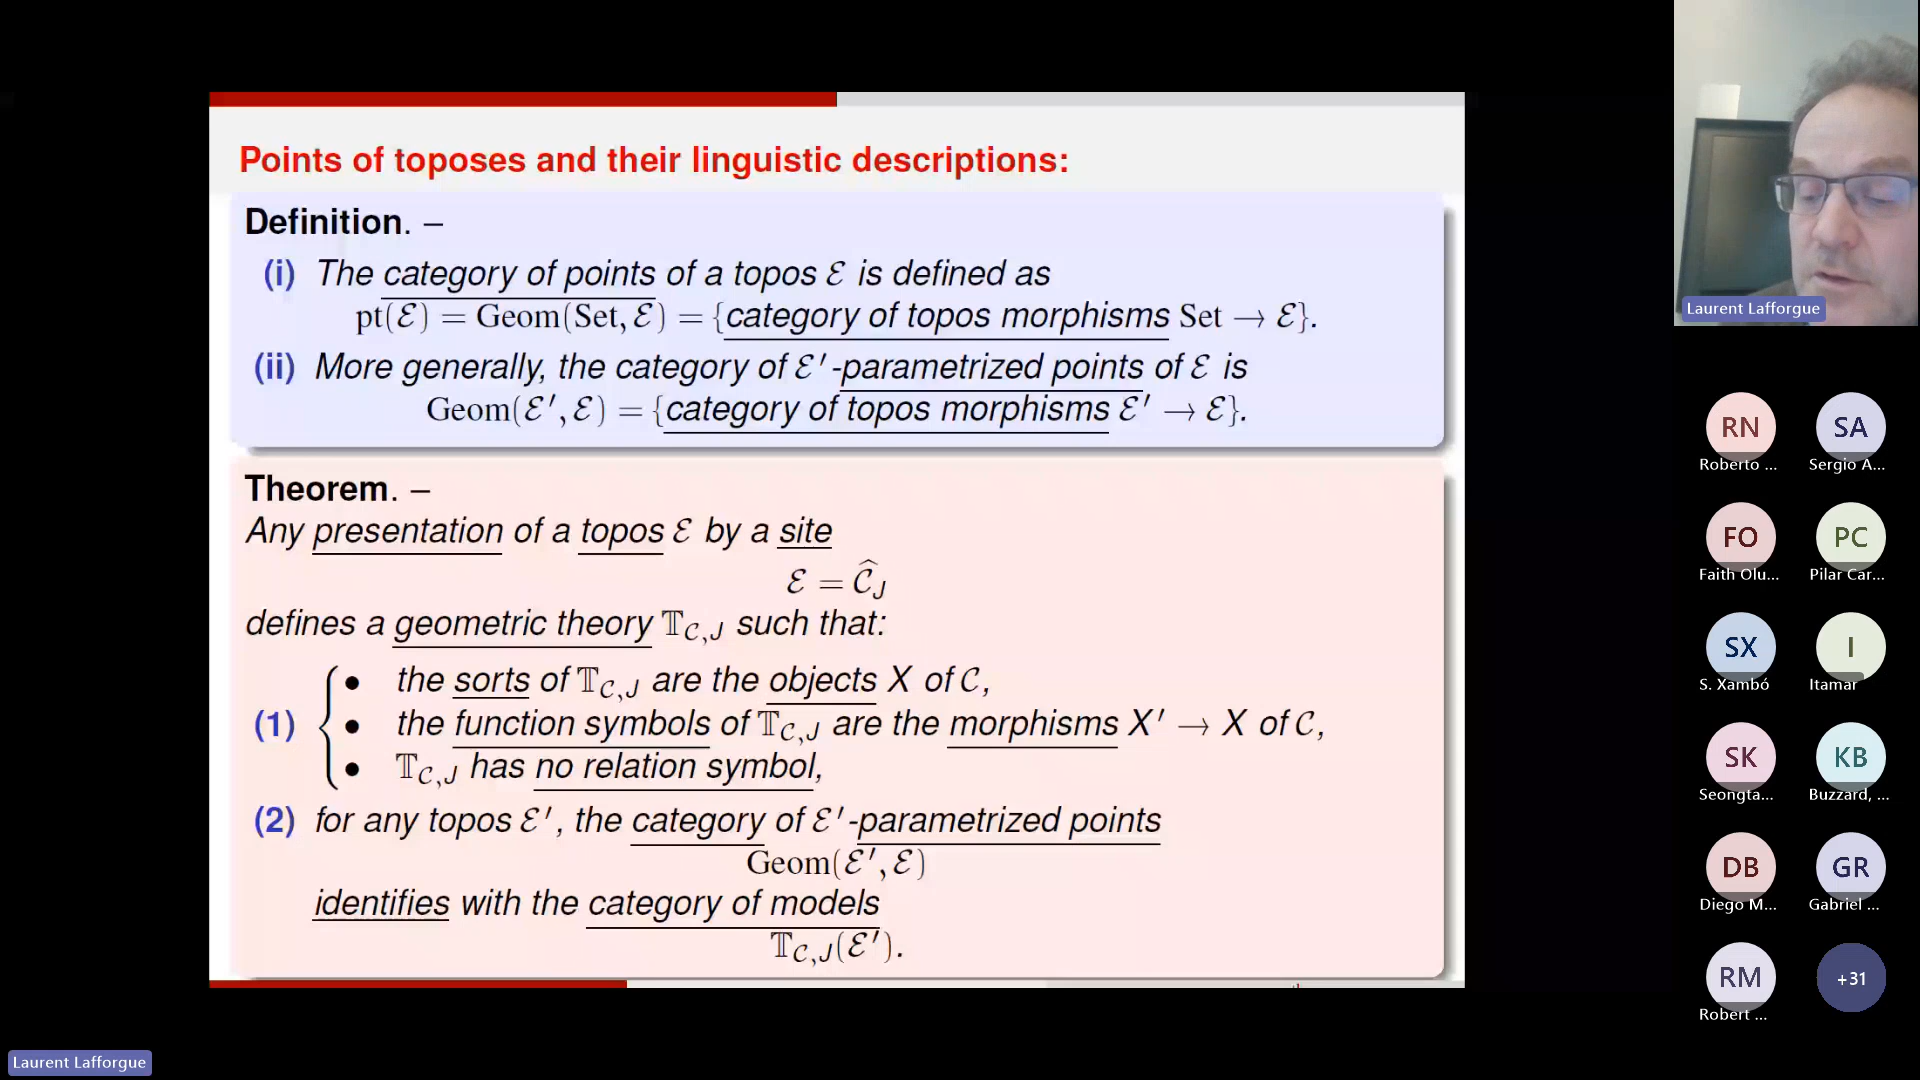 Points of toposes and their linguistic descriptions:
Definition. –
(i) The category of points of a topos ℰ is defined as
pt(ℰ) = Geom(Set, ℰ) = {category of topos morphisms Set → ℰ}.
(ii) More generally, the category of ℰ′-parametrized points of ℰ is
Geom(ℰ′, ℰ) = {category of topos morphisms ℰ′ → ℰ}.
Theorem. –
Any presentation of a topos ℰ by a site
ℰ = 𝒞̂_J
defines a geometric theory 𝕋_{𝒞,J} such that:
(1)
• the sorts of 𝕋_{𝒞,J} are the objects X of 𝒞,
• the function symbols of 𝕋_{𝒞,J} are the morphisms X′ → X of 𝒞,
• 𝕋_{𝒞,J} has no relation symbol,
(2) for any topos ℰ′, the category of ℰ′-parametrized points
Geom(ℰ′, ℰ)
identifies with the category of models
𝕋_{𝒞,J}(ℰ′).
Laurent Lafforgue
RN SA
Roberto ... Sergio A...
FO PC
Faith Olu... Pilar Car...
SX I
S. Xambó Itamar
SK KB
Seongta... Buzzard, ...
DB GR
Diego M... Gabriel ...
RM +31
Robert ...
Laurent Lafforgue